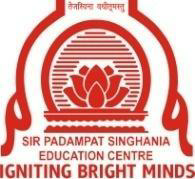 तेजस्विना वधीतमस्तु
SIR PADAMPAT SINGHANIA
EDUCATION CENTRE
IGNITING BRIGHT MINDS